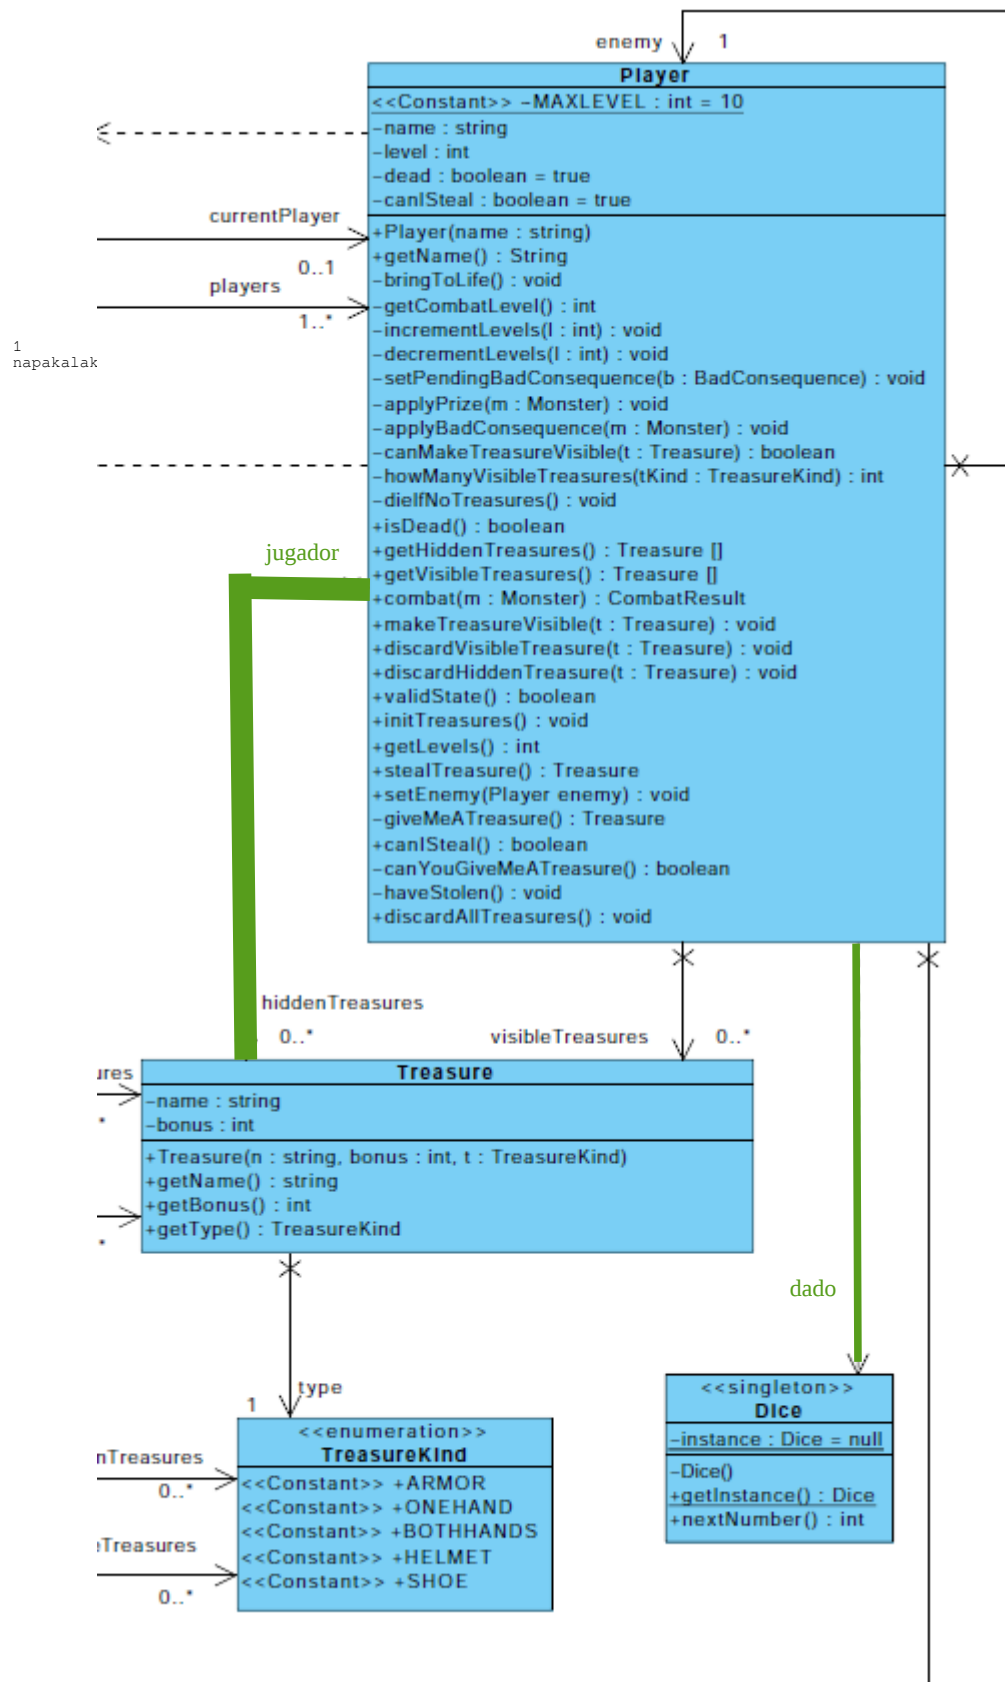 enemy 1
Player
<<Constant>> -MAXLEVEL : int = 10
-name : string
-level : int
-dead : boolean = true
-canISteal : boolean = true
currentPlayer
0..1
players
1..*
1
napakalak
+Player(name : string)
+getName() : String
-bringToLife() : void
-getCombatLevel() : int
-incrementLevels(l : int) : void
-decrementLevels(l : int) : void
-setPendingBadConsequence(b : BadConsequence) : void
-applyPrize(m : Monster) : void
-applyBadConsequence(m : Monster) : void
-canMakeTreasureVisible(t : Treasure) : boolean
-howManyVisibleTreasures(tKind : TreasureKind) : int
-dieIfNoTreasures() : void
+isDead() : boolean
+getHiddenTreasures() : Treasure []
+getVisibleTreasures() : Treasure []
+combat(m : Monster) : CombatResult
+makeTreasureVisible(t : Treasure) : void
+discardVisibleTreasure(t : Treasure) : void
+discardHiddenTreasure(t : Treasure) : void
+validState() : boolean
+initTreasures() : void
+getLevels() : int
+stealTreasure() : Treasure
+setEnemy(Player enemy) : void
-giveMeATreasure() : Treasure
+canISteal() : boolean
-canYouGiveMeATreasure() : boolean
-haveStolen() : void
+discardAllTreasures() : void
jugador
hiddenTreasures
0..*
visibleTreasures 0..*
ures
*
*
Treasure
-name : string
-bonus : int
+Treasure(n : string, bonus : int, t : TreasureKind)
+getName() : string
+getBonus() : int
+getType() : TreasureKind
dado
type
1
<<enumeration>>
TreasureKind
<<Constant>> +ARMOR
<<Constant>> +ONEHAND
<<Constant>> +BOTHHANDS
<<Constant>> +HELMET
<<Constant>> +SHOE
nTreasures
0..*
eTreasures
0..*
<<singleton>>
Dice
-instance : Dice = null
-Dice()
+getInstance() : Dice
+nextNumber() : int